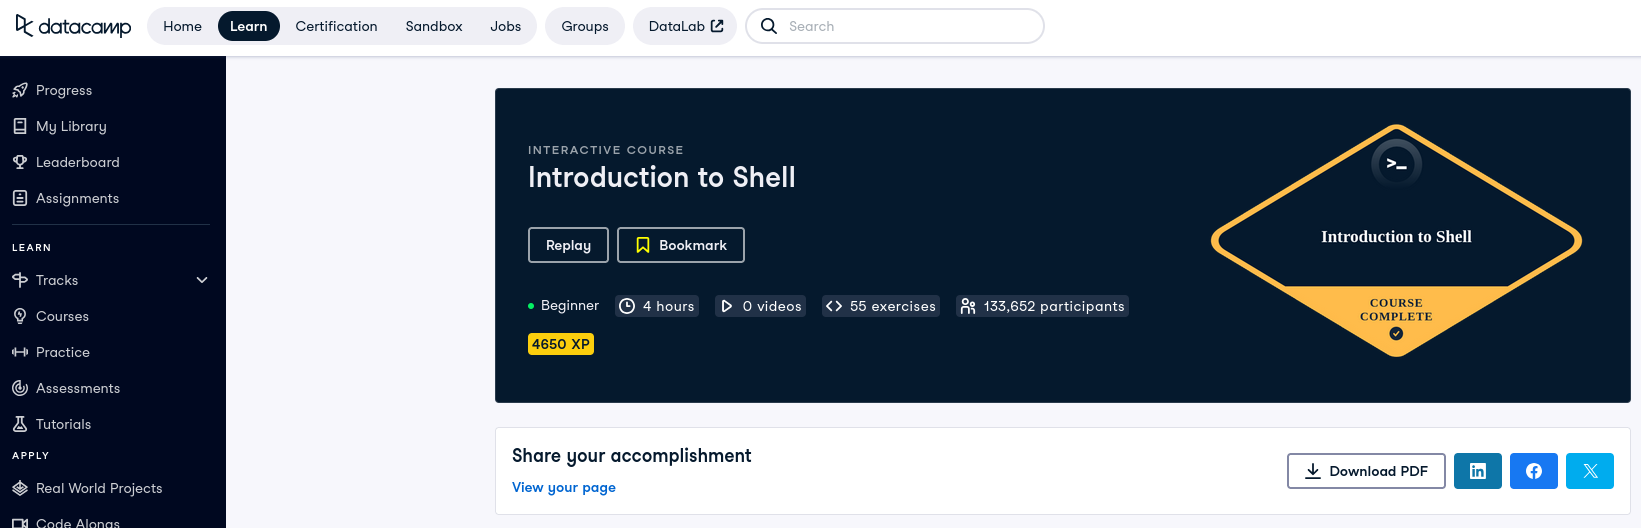 datacamp
Home Learn Certification Sandbox Jobs Groups DataLab Search
Progress
My Library
Leaderboard
Assignments
LEARN
Tracks
Courses
Practice
Assessments
Tutorials
APPLY
Real World Projects
Code Alongs
INTERACTIVE COURSE
Introduction to Shell
Replay Bookmark
Beginner 4 hours 0 videos 55 exercises 133,652 participants
4650 XP
>_
Introduction to Shell
COURSE
COMPLETE
Share your accomplishment
View your page
Download PDF